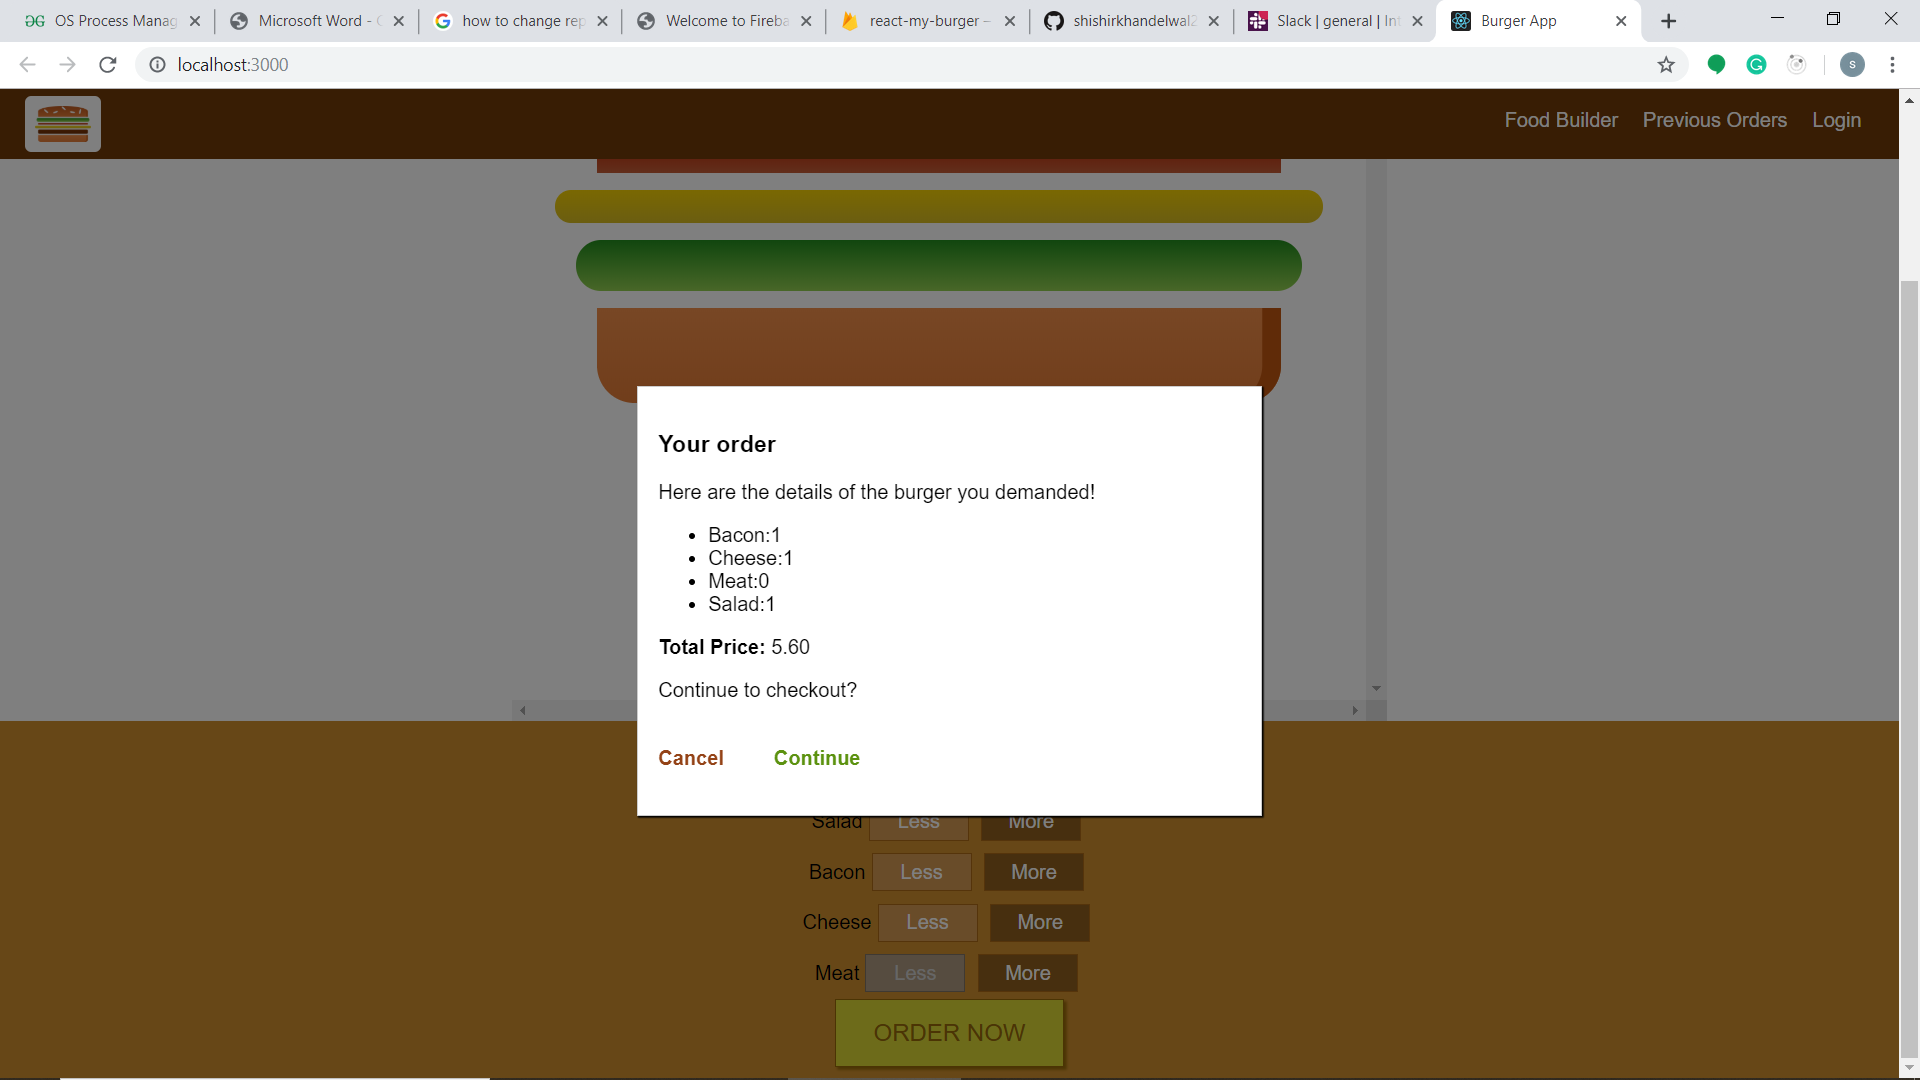 OS Process Manag
Microsoft Word - C
how to change rep
Welcome to Fireba
react-my-burger –
shishirkhandelwal2
Slack | general | Int
Burger App
localhost:3000
S
Food Builder
Previous Orders
Login
Your order
Here are the details of the burger you demanded!
• Bacon:1
• Cheese:1
• Meat:0
• Salad:1
Total Price: 5.60
Continue to checkout?
Cancel Continue
Salad Less More
Bacon Less More
Cheese Less More
Meat Less More
ORDER NOW